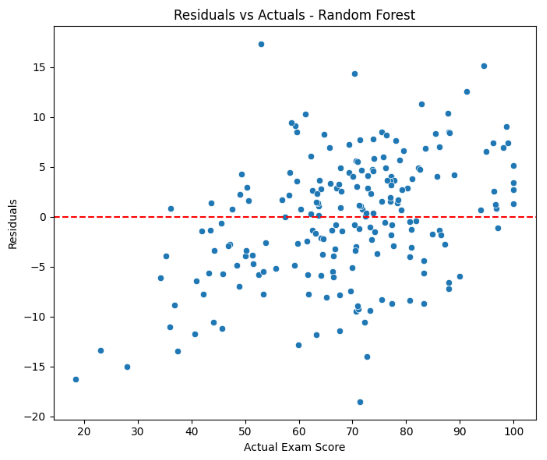 Residuals vs Actuals - Random Forest
Residuals
15
10
5
0
−5
−10
−15
−20
20 30 40 50 60 70 80 90 100
Actual Exam Score